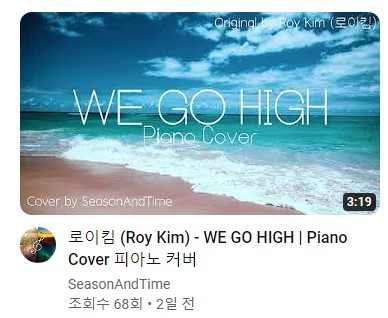 Original by Roy Kim (로이킴)
WE GO HIGH
Piano Cover
Cover by SeasonAndTime
3:19
로이킴 (Roy Kim) - WE GO HIGH | Piano
Cover 피아노 커버
SeasonAndTime
조회수 68회 • 2일 전